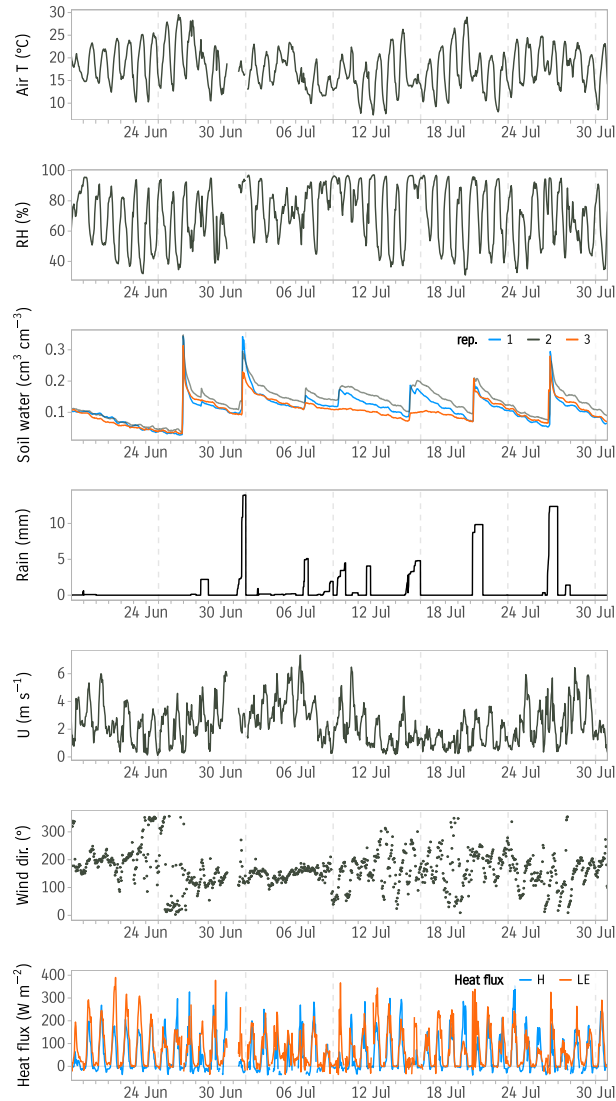 Air T (°C)
30
25
20
15
10
24 Jun 30 Jun 06 Jul 12 Jul 18 Jul 24 Jul 30 Jul
RH (%)
100
80
60
40
24 Jun 30 Jun 06 Jul 12 Jul 18 Jul 24 Jul 30 Jul
Soil water (cm³ cm⁻³)
rep. 1 2 3
0.3
0.2
0.1
24 Jun 30 Jun 06 Jul 12 Jul 18 Jul 24 Jul 30 Jul
Rain (mm)
10
5
0
24 Jun 30 Jun 06 Jul 12 Jul 18 Jul 24 Jul 30 Jul
U (m s⁻¹)
6
4
2
0
24 Jun 30 Jun 06 Jul 12 Jul 18 Jul 24 Jul 30 Jul
Wind dir. (°)
300
200
100
0
24 Jun 30 Jun 06 Jul 12 Jul 18 Jul 24 Jul 30 Jul
Heat flux (W m⁻²)
Heat flux H LE
400
300
200
100
0
24 Jun 30 Jun 06 Jul 12 Jul 18 Jul 24 Jul 30 Jul